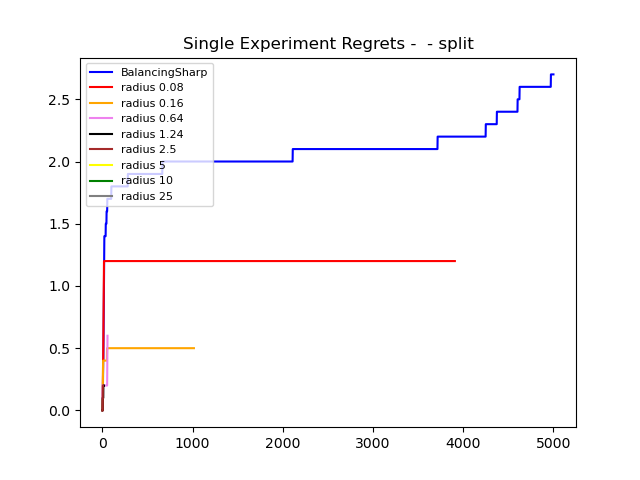 Single Experiment Regrets -  - split
BalancingSharp
radius 0.08
radius 0.16
radius 0.64
radius 1.24
radius 2.5
radius 5
radius 10
radius 25
2.5
2.0
1.5
1.0
0.5
0.0
0 1000 2000 3000 4000 5000